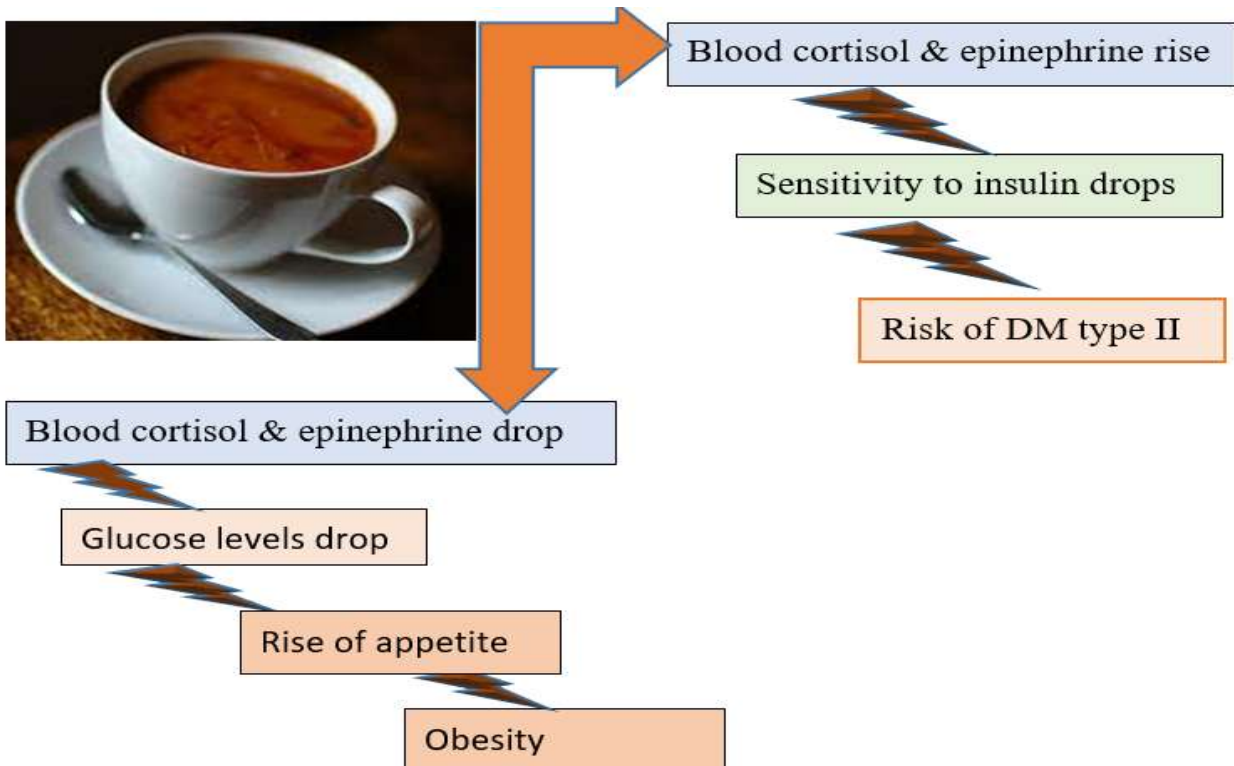 Blood cortisol & epinephrine rise
Sensitivity to insulin drops
Risk of DM type II
Blood cortisol & epinephrine drop
Glucose levels drop
Rise of appetite
Obesity